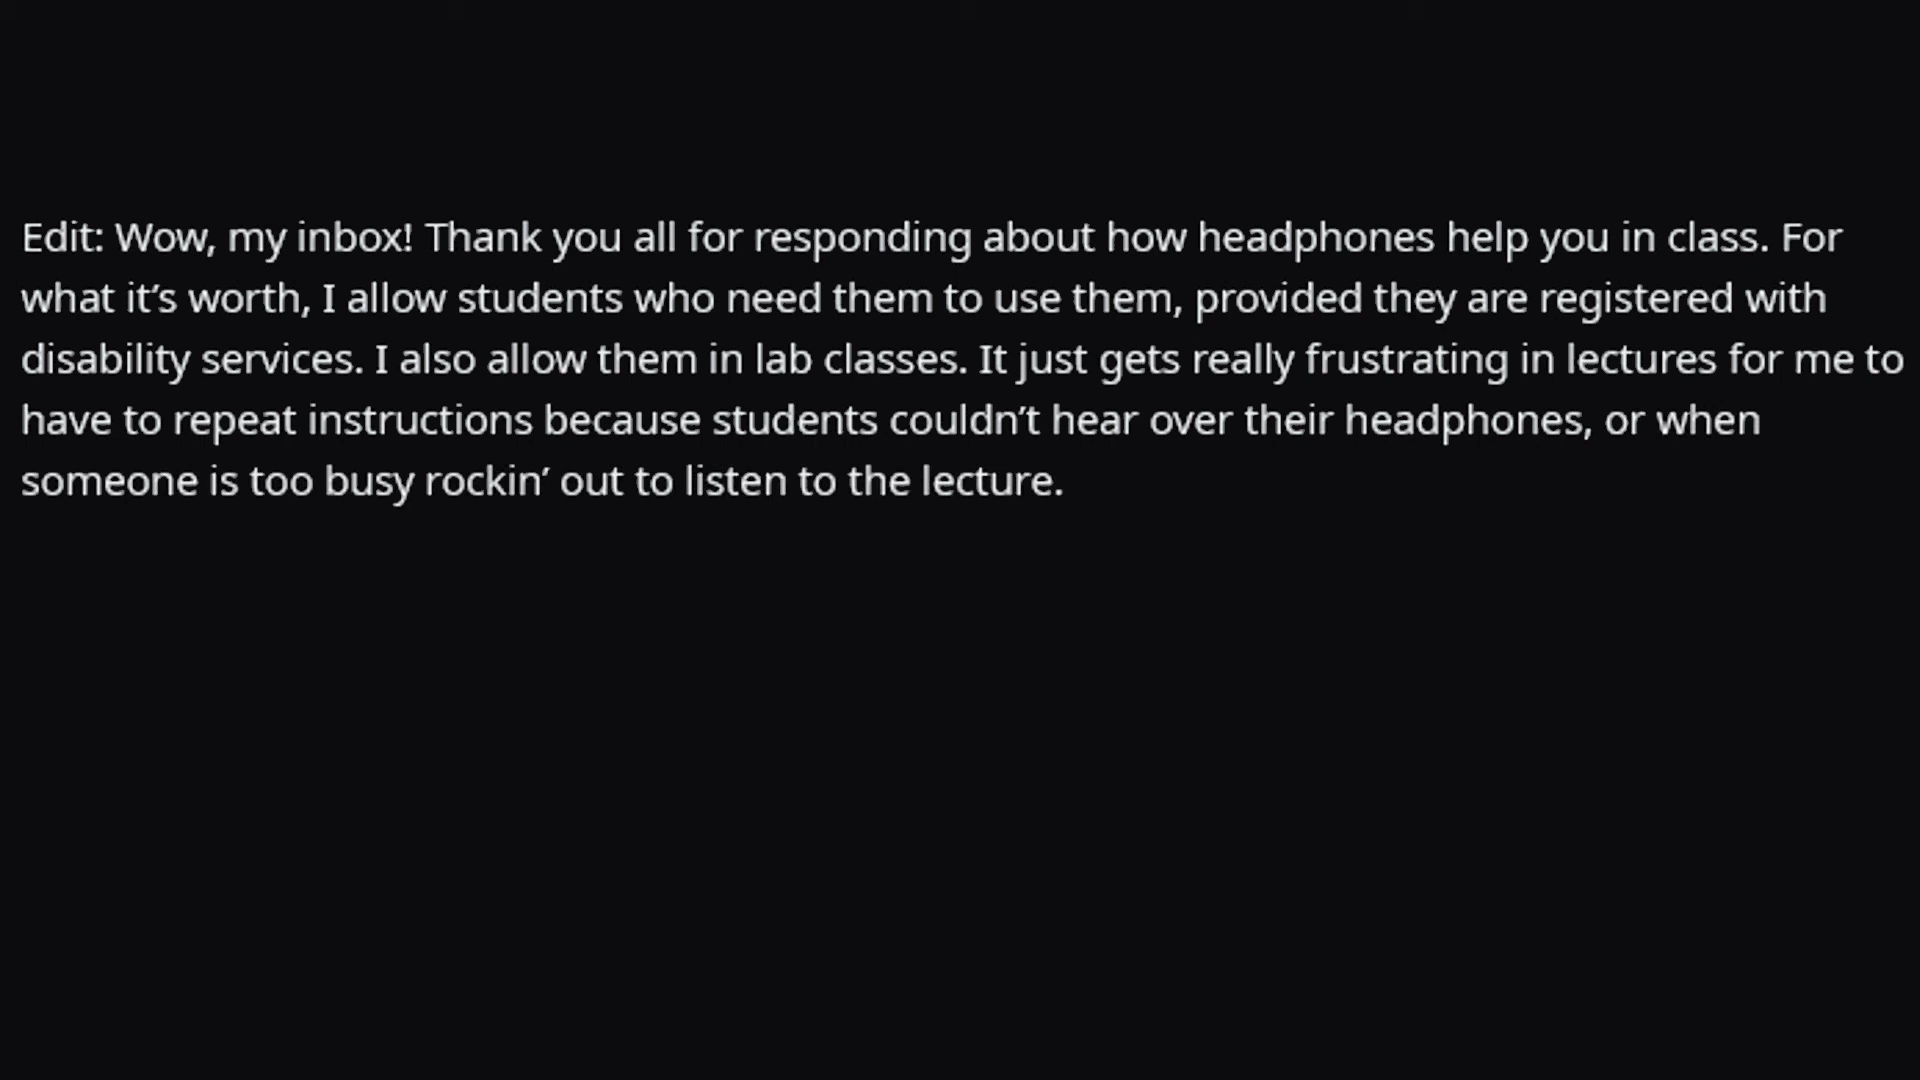 Edit: Wow, my inbox! Thank you all for responding about how headphones help you in class. For
what it’s worth, I allow students who need them to use them, provided they are registered with
disability services. I also allow them in lab classes. It just gets really frustrating in lectures for me to
have to repeat instructions because students couldn’t hear over their headphones, or when
someone is too busy rockin’ out to listen to the lecture.